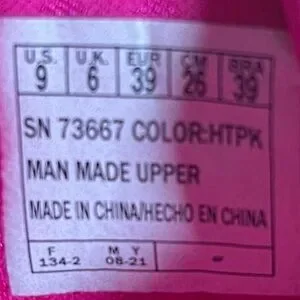 U.S. U.K. EUR CM BRA
9 6 39 26 39
SN 73667 COLOR:HTPK
MAN MADE UPPER
MADE IN CHINA/HECHO EN CHINA
F M Y
134-2 08-21